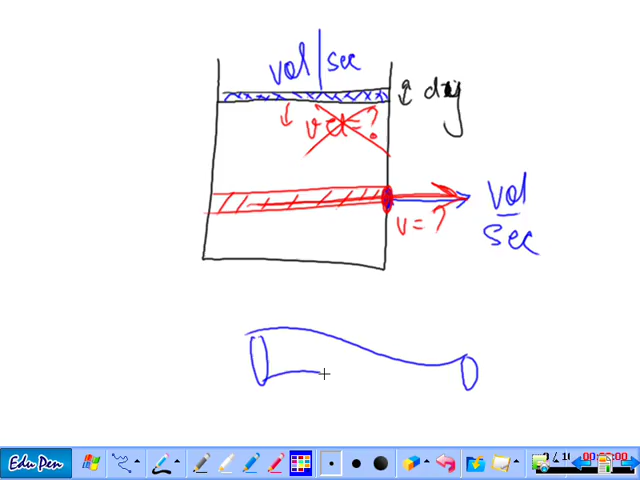 vol/sec
dy
v d = ?
v = ?
vol
sec
Edu Pen